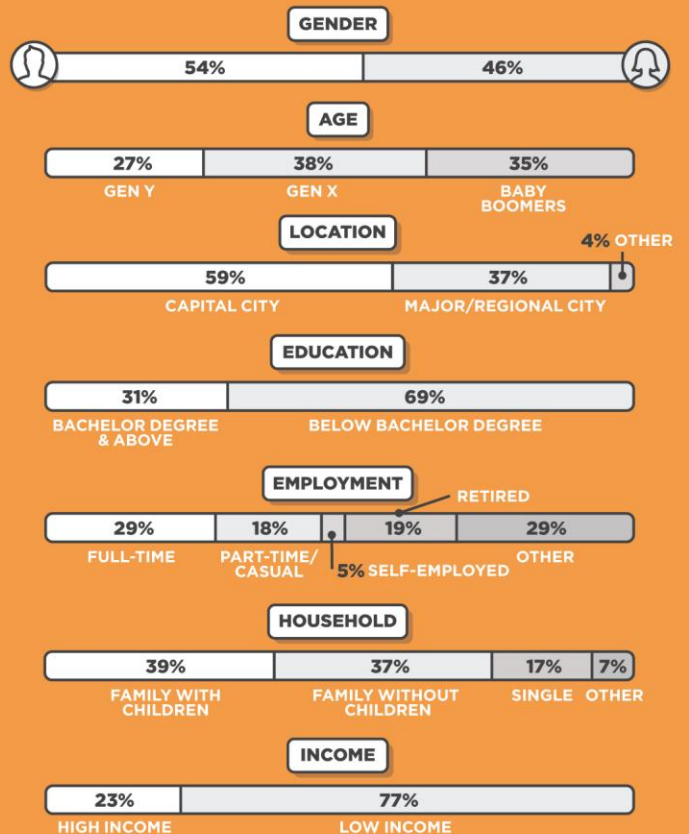 GENDER
54% 46%
AGE
27% 38% 35%
GEN Y GEN X BABY
BOOMERS
LOCATION
4% OTHER
59% 37%
CAPITAL CITY MAJOR/REGIONAL CITY
EDUCATION
31% 69%
BACHELOR DEGREE BELOW BACHELOR DEGREE
& ABOVE
EMPLOYMENT
RETIRED
29% 18% 19% 29%
FULL-TIME PART-TIME/ OTHER
CASUAL 5% SELF-EMPLOYED
HOUSEHOLD
39% 37% 17% 7%
FAMILY WITH FAMILY WITHOUT SINGLE OTHER
CHILDREN CHILDREN
INCOME
23% 77%
HIGH INCOME LOW INCOME